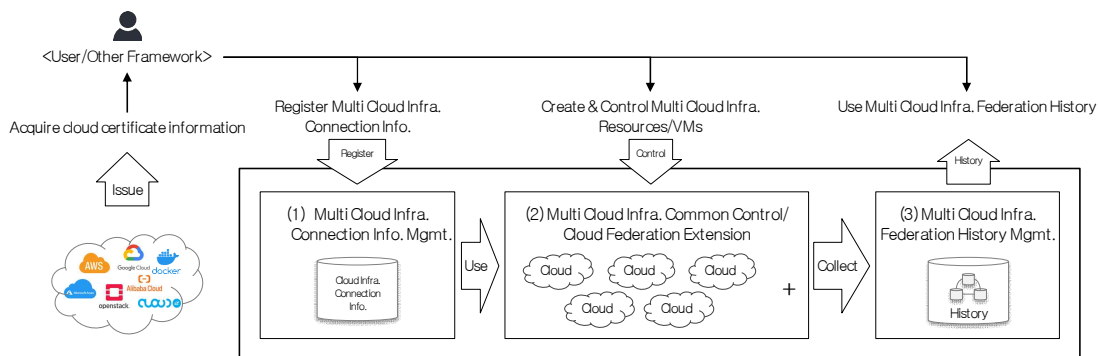 <User/Other Framework>
Acquire cloud certificate information
Issue
AWS
Google Cloud
docker
Alibaba Cloud
openstack.
Register Multi Cloud Infra.
Connection Info.
Create & Control Multi Cloud Infra.
Resources/VMs
Use Multi Cloud Infra. Federation History
Register
Control
History
(1) Multi Cloud Infra.
Connection Info. Mgmt.
Cloud Infra.
Connection
Info.
Use
(2) Multi Cloud Infra. Common Control/
Cloud Federation Extension
Cloud
Cloud
Cloud
Cloud
Cloud
+
Collect
(3) Multi Cloud Infra.
Federation History Mgmt.
History